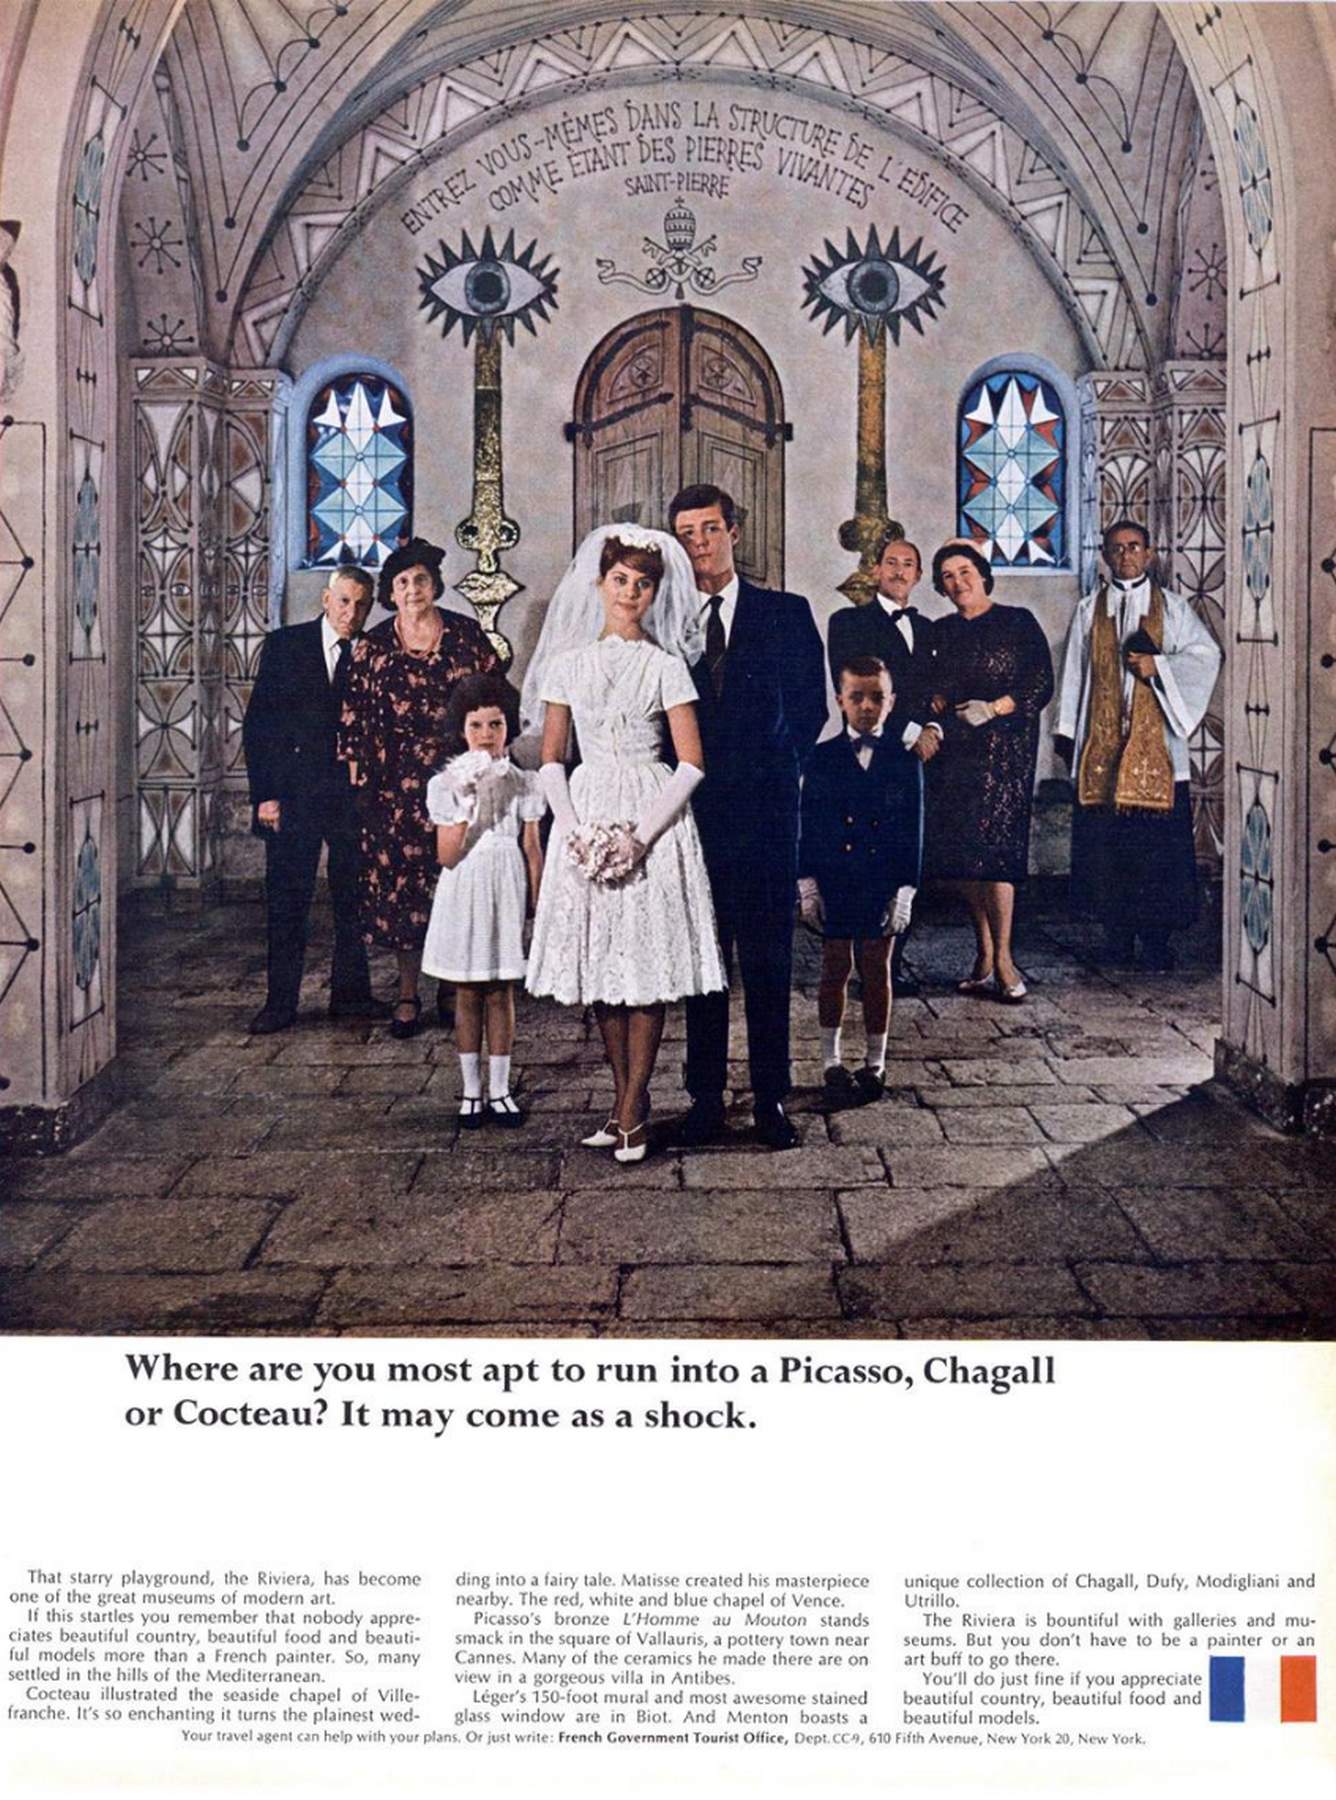 ENTREZ VOUS-MÊMES DANS LA STRUCTURE DE L'EDIFICE
COMME ETANT DES PIERRES VIVANTES
SAINT-PIERRE
Where are you most apt to run into a Picasso, Chagall
or Cocteau? It may come as a shock.
That starry playground, the Riviera, has become
one of the great museums of modern art.
If this startles you remember that nobody appre-
ciates beautiful country, beautiful food and beauti-
ful models more than a French painter. So, many
settled in the hills of the Mediterranean.
Cocteau illustrated the seaside chapel of Ville-
franche. It's so enchanting it turns the plainest wed-
ding into a fairy tale. Matisse created his masterpiece
nearby. The red, white and blue chapel of Vence.
Picasso's bronze L'Homme au Mouton stands
smack in the square of Vallauris, a pottery town near
Cannes. Many of the ceramics he made there are on
view in a gorgeous villa in Antibes.
Léger's 150-foot mural and most awesome stained
glass window are in Biot. And Menton boasts a
unique collection of Chagall, Dufy, Modigliani and
Utrillo.
The Riviera is bountiful with galleries and mu-
seums. But you don't have to be a painter or an
art buff to go there.
You'll do just fine if you appreciate
beautiful country, beautiful food and
beautiful models.
Your travel agent can help with your plans. Or just write: French Government Tourist Office, Dept. CC-9, 610 Fifth Avenue, New York 20, New York.